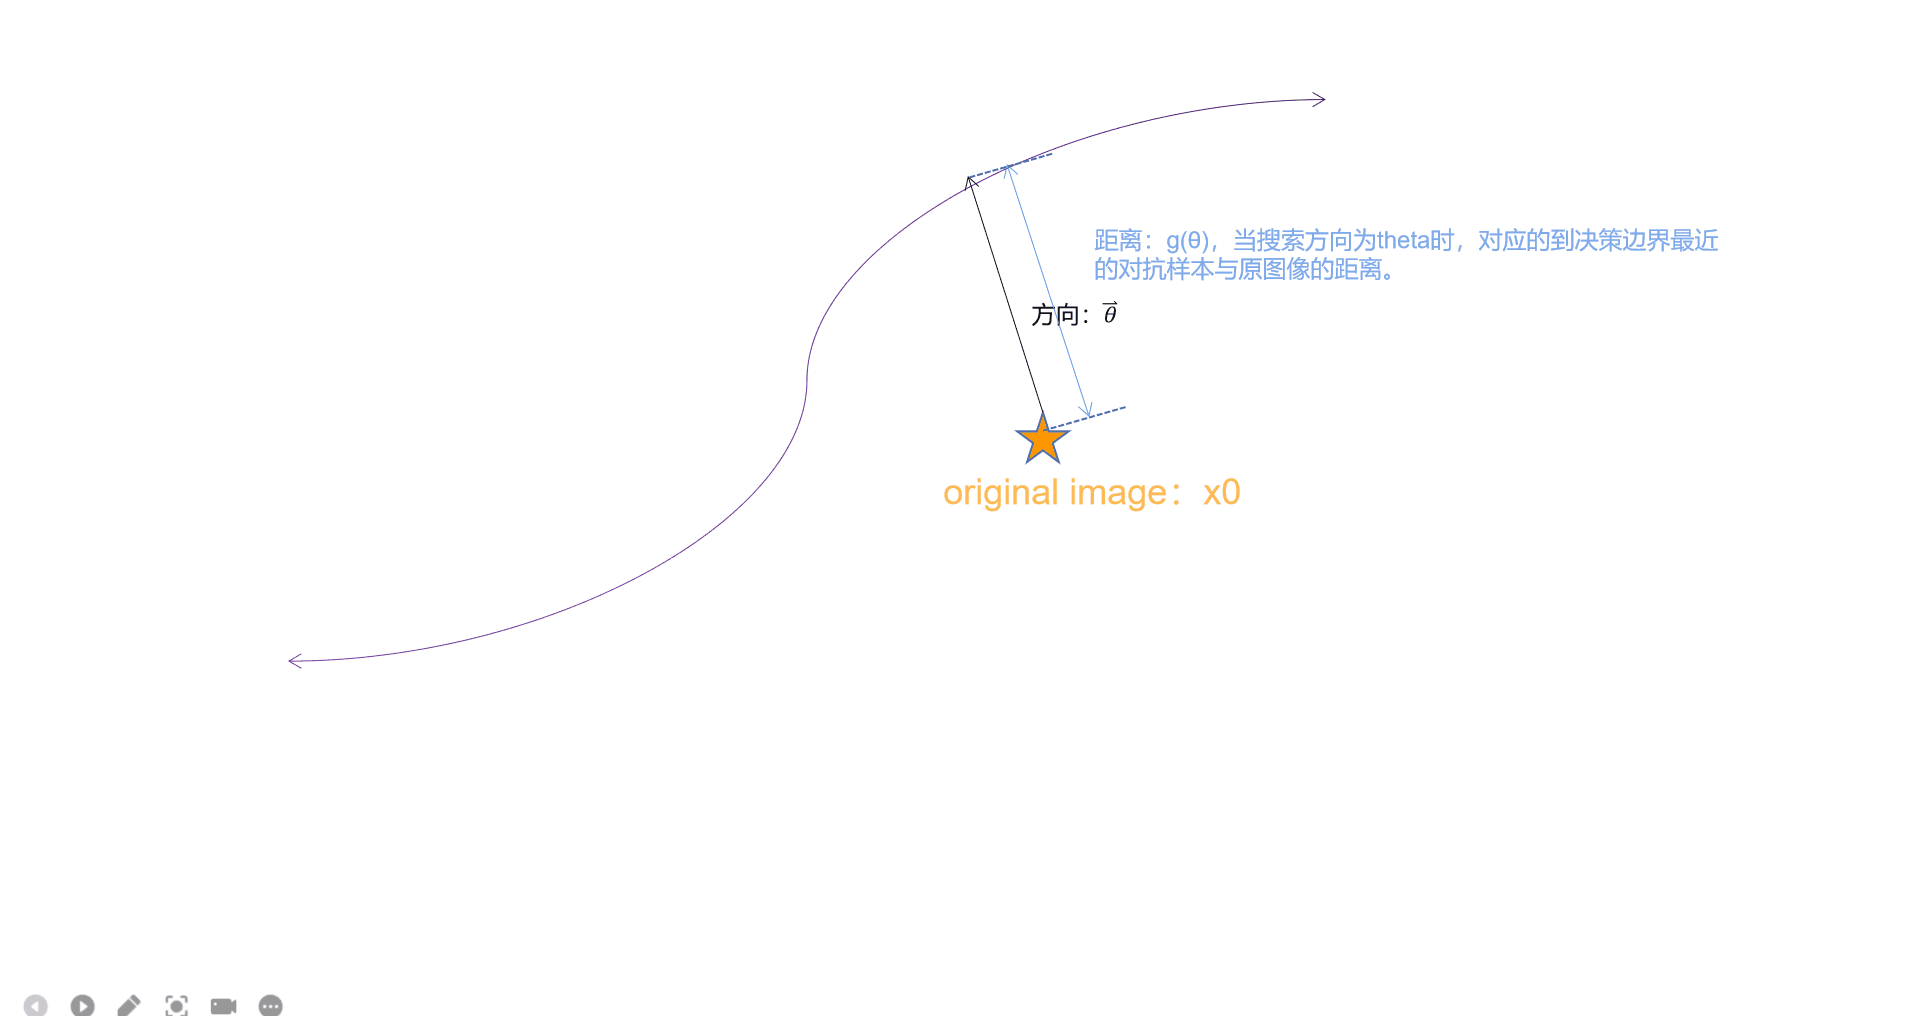 距离：g(θ)，当搜索方向为theta时，对应的到决策边界最近
的对抗样本与原图像的距离。
方向：θ⃗
original image：x0